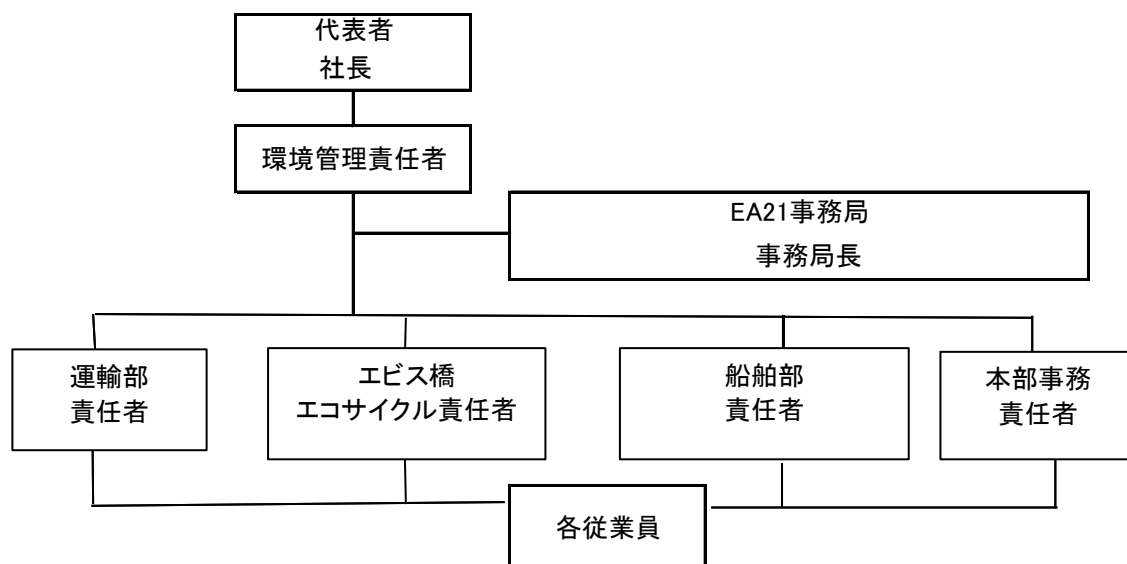 代表者
社長
環境管理責任者
EA21事務局
事務局長
運輸部
責任者
エビス橋
エコサイクル責任者
船舶部
責任者
本部事務
責任者
各従業員